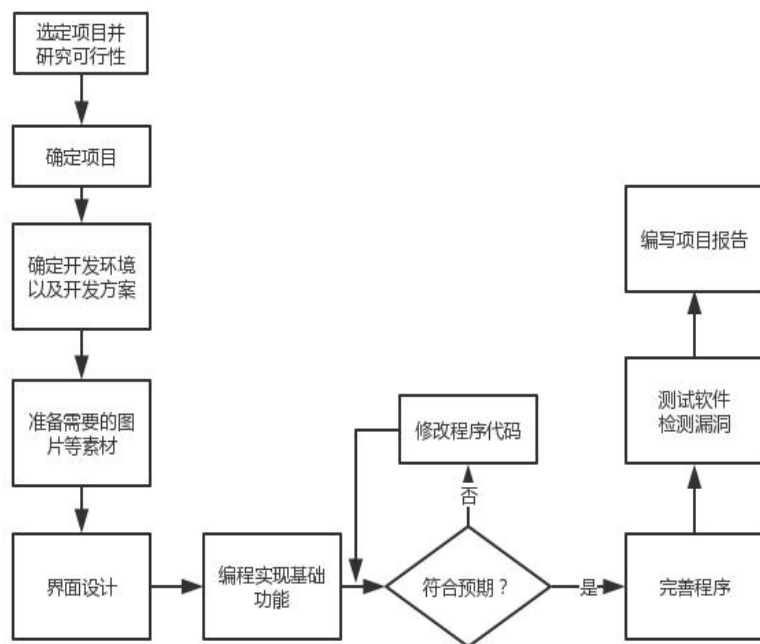 选定项目并
研究可行性
确定项目
确定开发环境
以及开发方案
准备需要的图
片等素材
界面设计
编程实现基础
功能
符合预期？
否
修改程序代码
是
完善程序
测试软件
检测漏洞
编写项目报告